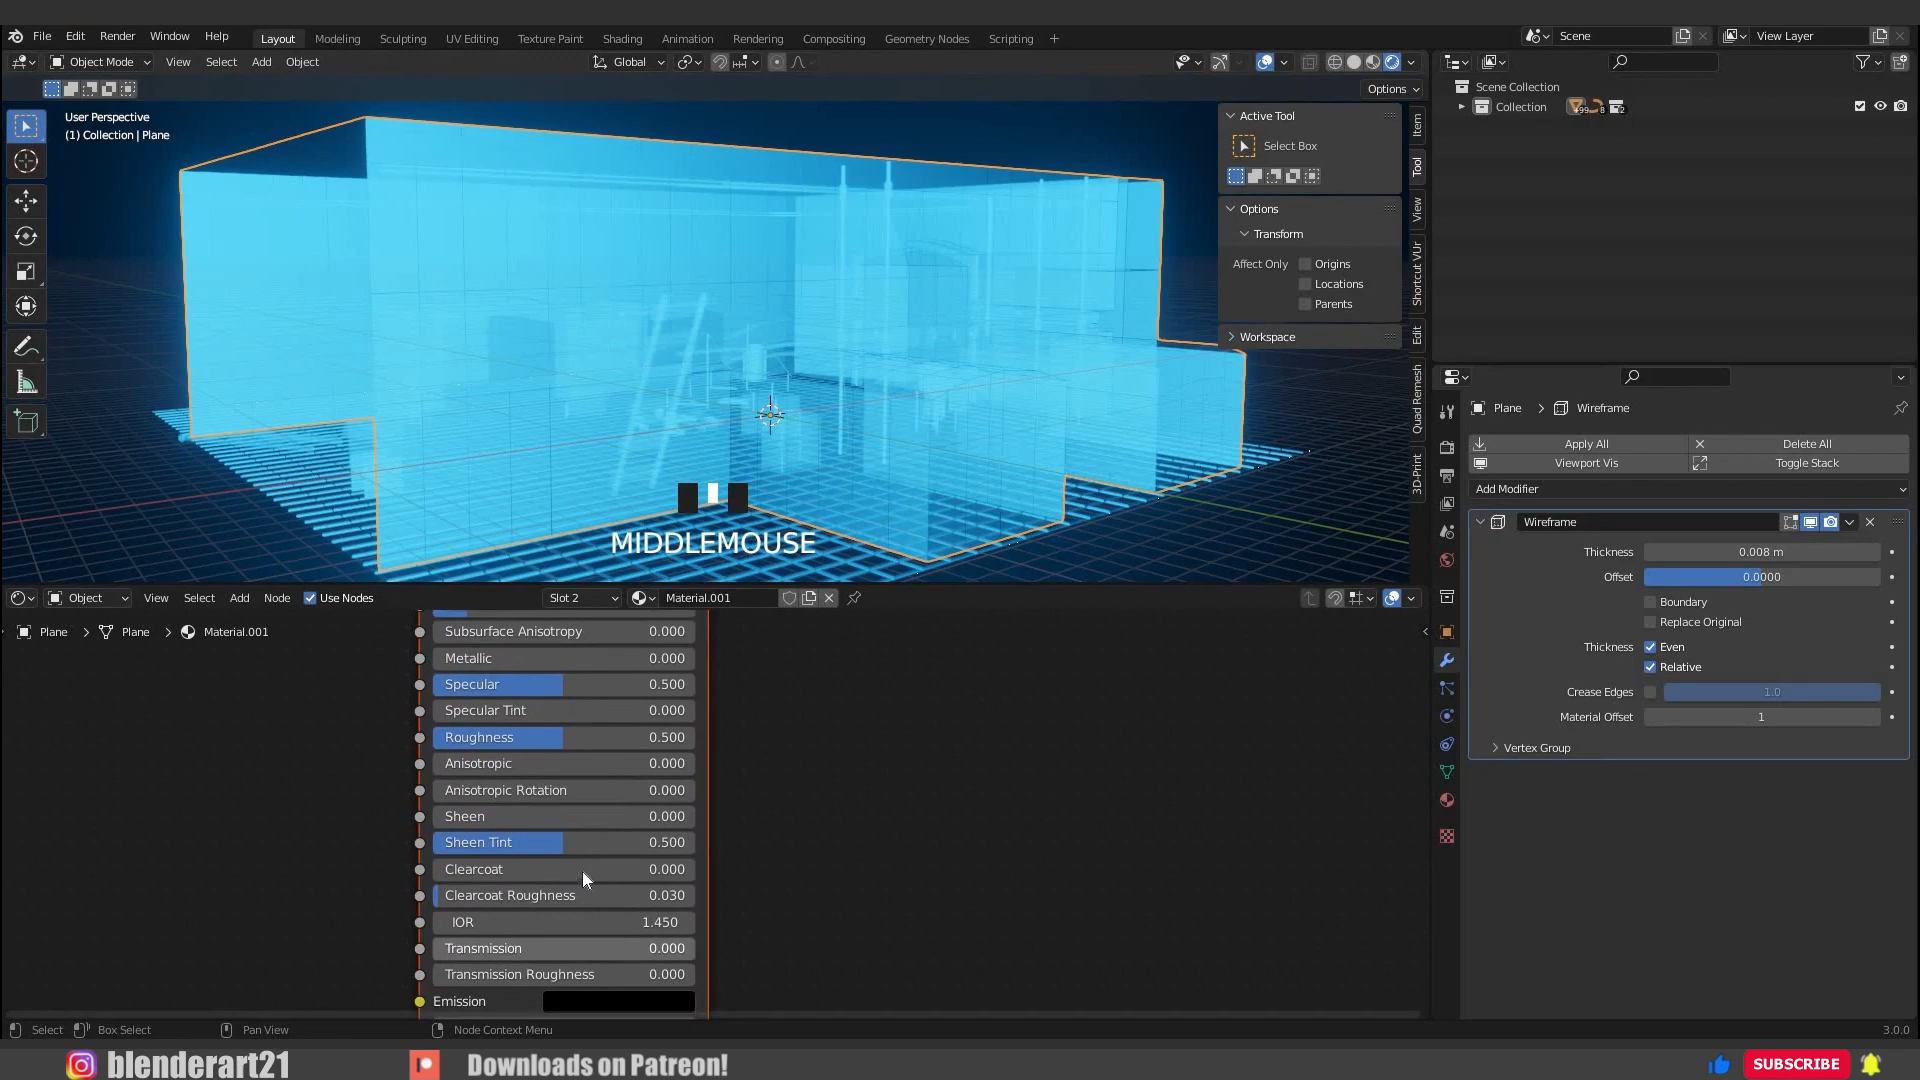 File Edit Render Window Help Layout Modeling Sculpting UV Editing Texture Paint Shading Animation Rendering Compositing Geometry Nodes Scripting + Scene View Layer
Object Mode View Select Add Object Global
Options
User Perspective
(1) Collection | Plane
Active Tool
Select Box
Options
Transform
Affect Only Origins
Locations
Parents
Workspace
Item
Tool
View
Shortcut VUr
Edit
Quad Remesh
3D-Print
MIDDLEMOUSE
Scene Collection
Collection
Plane > Wireframe
Apply All Delete All
Viewport Vis Toggle Stack
Add Modifier
Wireframe
Thickness 0.008 m
Offset 0.0000
Boundary
Replace Original
Thickness Even
Relative
Crease Edges 1.0
Material Offset 1
Vertex Group
Object View Select Add Node Use Nodes Slot 2 Material.001
Plane > Plane > Material.001
Subsurface Anisotropy 0.000
Metallic 0.000
Specular 0.500
Specular Tint 0.000
Roughness 0.500
Anisotropic 0.000
Anisotropic Rotation 0.000
Sheen 0.000
Sheen Tint 0.500
Clearcoat 0.000
Clearcoat Roughness 0.030
IOR 1.450
Transmission 0.000
Transmission Roughness 0.000
Emission
Select Box Select Pan View Node Context Menu 3.0.0
blenderart21 Downloads on Patreon! SUBSCRIBE